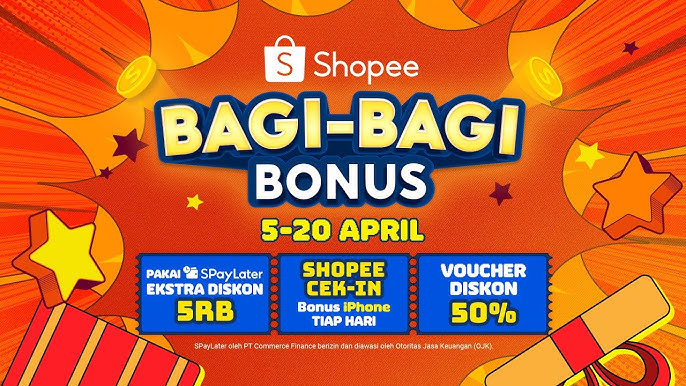 Shopee
BAGI-BAGI
BONUS
5-20 APRIL
PAKAI SPayLater
EKSTRA DISKON
5RB
SHOPEE
CEK-IN
Bonus iPhone
TIAP HARI
VOUCHER
DISKON
50%
SPayLater oleh PT Commerce Finance berizin dan diawasi oleh Otoritas Jasa Keuangan (OJK).